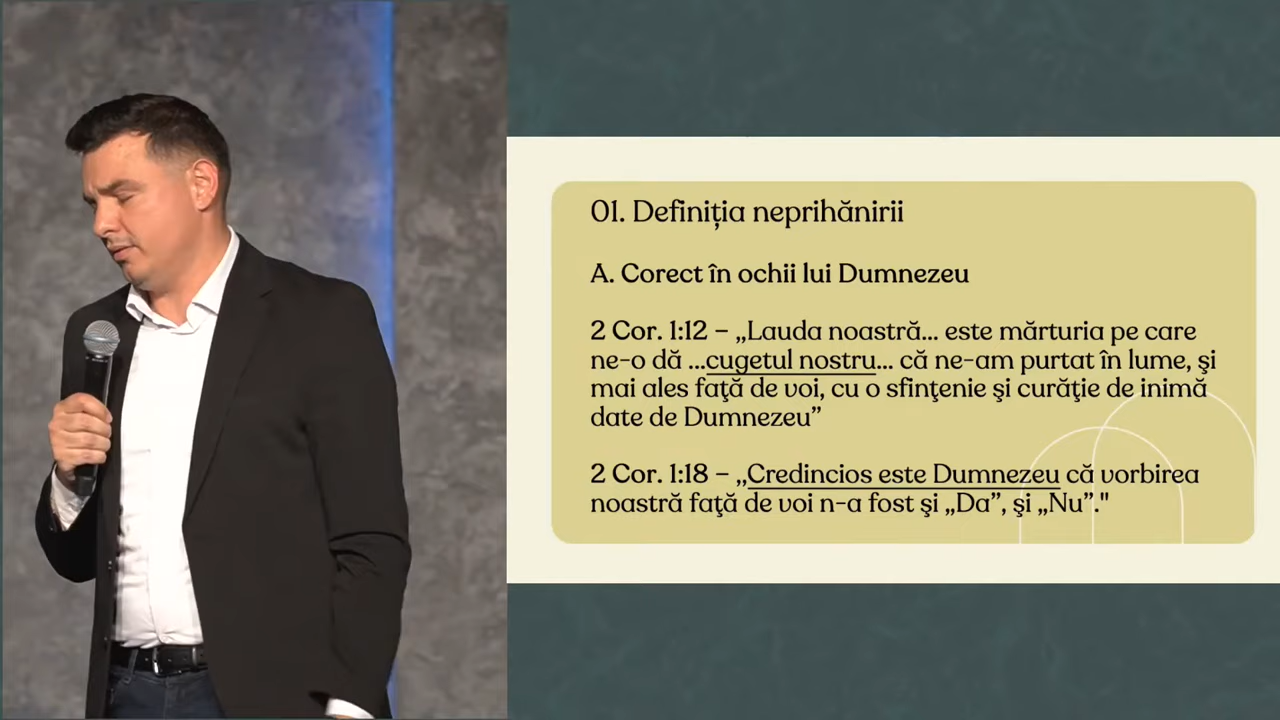 01. Definiția neprihănirii
A. Corect în ochii lui Dumnezeu
2 Cor. 1:12 – „Lauda noastră... este mărturia pe care
ne-o dă ...cugetul nostru... că ne-am purtat în lume, şi
mai ales faţă de voi, cu o sfinţenie şi curăţie de inimă
date de Dumnezeu”
2 Cor. 1:18 – „Credincios este Dumnezeu că vorbirea
noastră faţă de voi n-a fost şi „Da”, şi „Nu”."